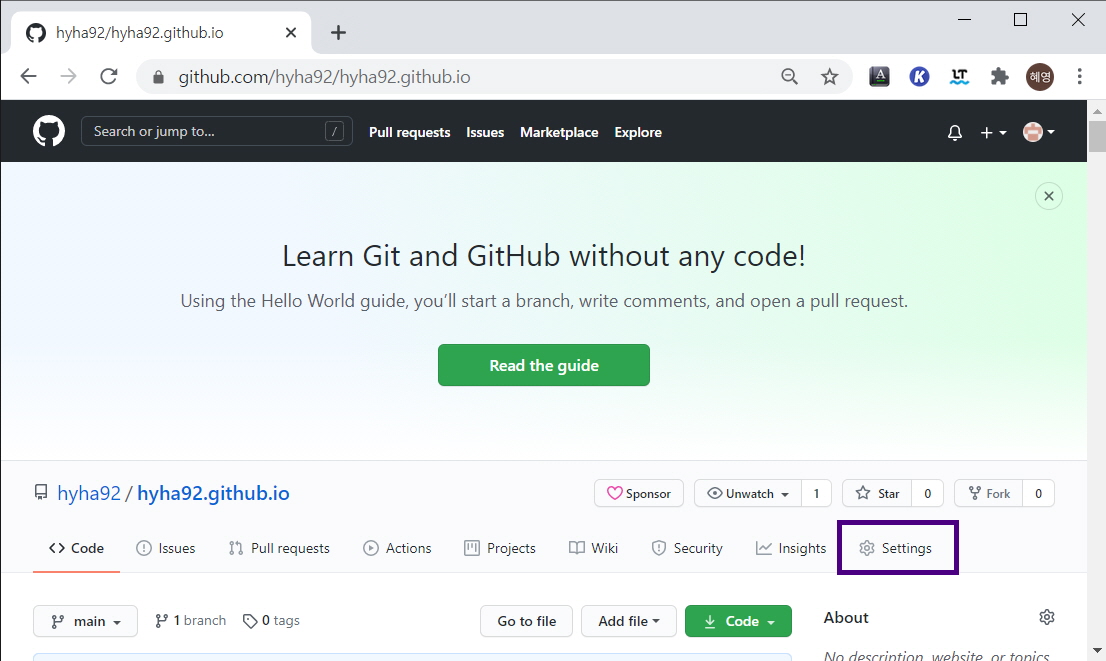 hyha92/hyha92.github.io
github.com/hyha92/hyha92.github.io
A K LT 혜영
Search or jump to... / Pull requests Issues Marketplace Explore
Learn Git and GitHub without any code!
Using the Hello World guide, you’ll start a branch, write comments, and open a pull request.
Read the guide
hyha92 / hyha92.github.io Sponsor Unwatch 1 Star 0 Fork 0
Code Issues Pull requests Actions Projects Wiki Security Insights Settings
main 1 branch 0 tags Go to file Add file Code About
No description, website, or topics